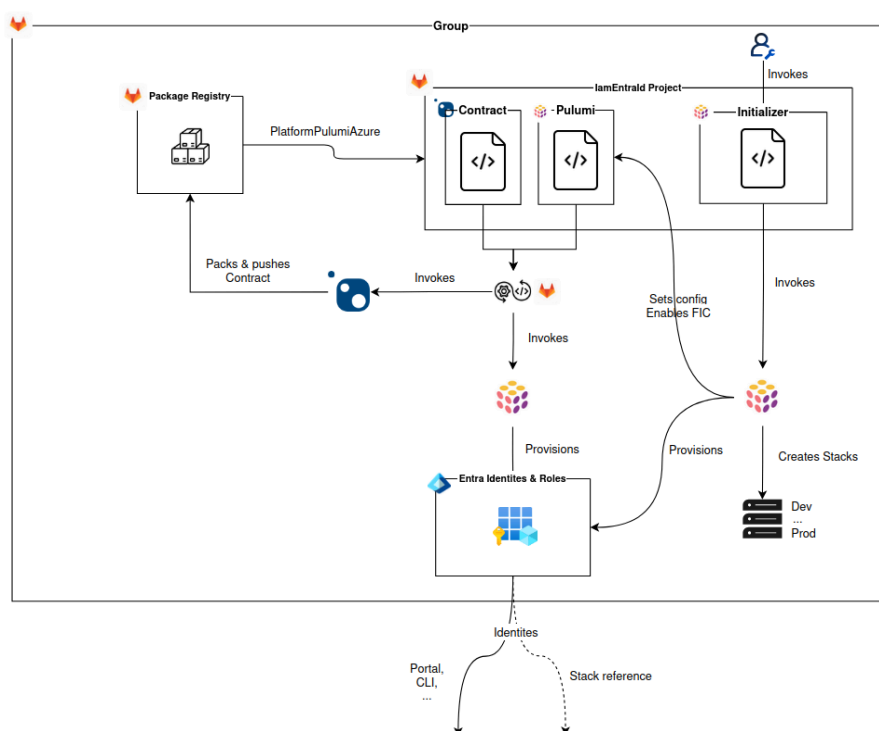 Group
Invokes
IamEntraId Project
Package Registry
Contract
Pulumi
Initializer
PlatformPulumiAzure
Packs & pushes
Contract
Invokes
Invokes
Sets config
Enables FIC
Invokes
Provisions
Provisions
Creates Stacks
Entra Identites & Roles
Dev
...
Prod
Identites
Portal,
CLI,
...
Stack reference